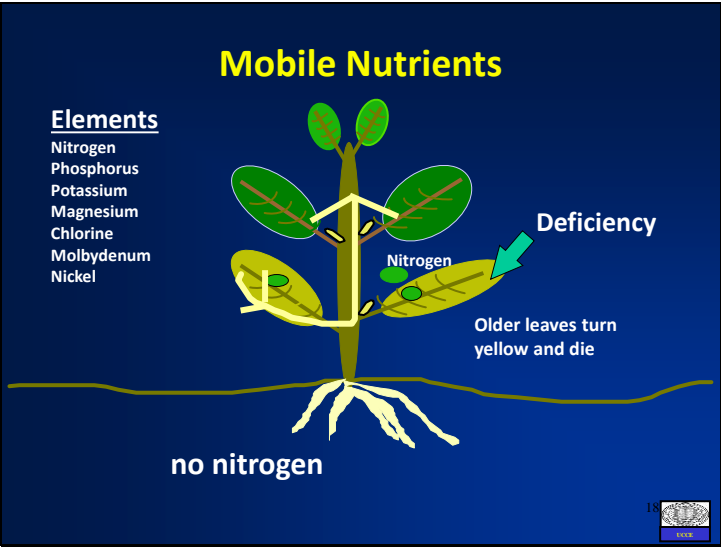 Mobile Nutrients
Elements
Nitrogen
Phosphorus
Potassium
Magnesium
Chlorine
Molbydenum
Nickel
Deficiency
Nitrogen
Older leaves turn
yellow and die
no nitrogen
18
UCCE